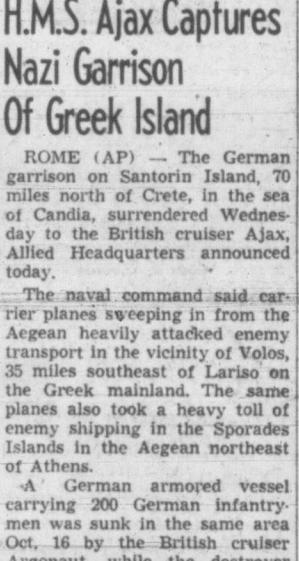 H.M.S. Ajax Captures
Nazi Garrison
Of Greek Island
ROME (AP) — The German
garrison on Santorin Island, 70
miles north of Crete, in the sea
of Candia, surrendered Wednes-
day to the British cruiser Ajax,
Allied Headquarters announced
today.
The naval command said car-
rier planes sweeping in from the
Aegean heavily attacked enemy
transport in the vicinity of Volos,
35 miles southeast of Lariso on
the Greek mainland. The same
planes also took a heavy toll of
enemy shipping in the Sporades
Islands in the Aegean northeast
of Athens.
A German armored vessel
carrying 200 German infantry-
men was sunk in the same area
Oct. 16 by the British cruiser
Argonaut, while the destroyer